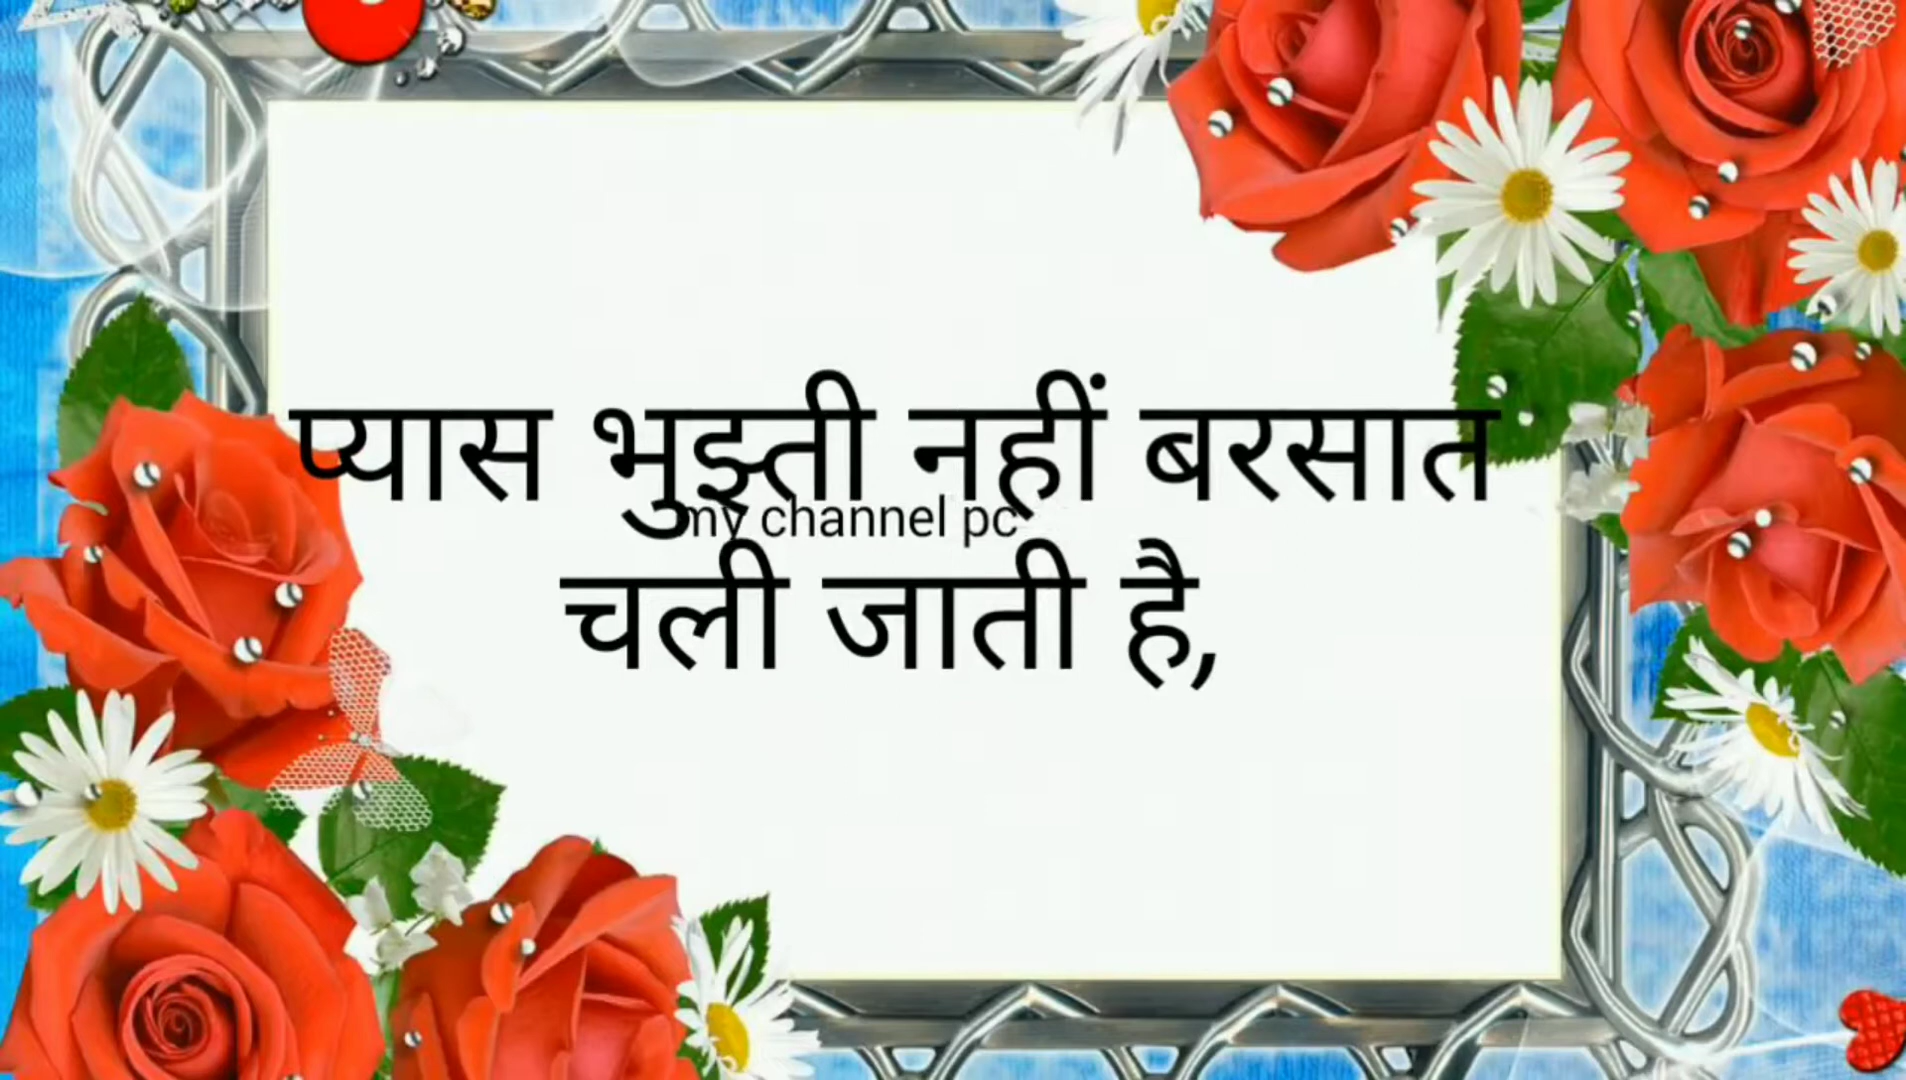 प्यास भुझ्ती नहीं बरसात
my channel pc
चली जाती है,